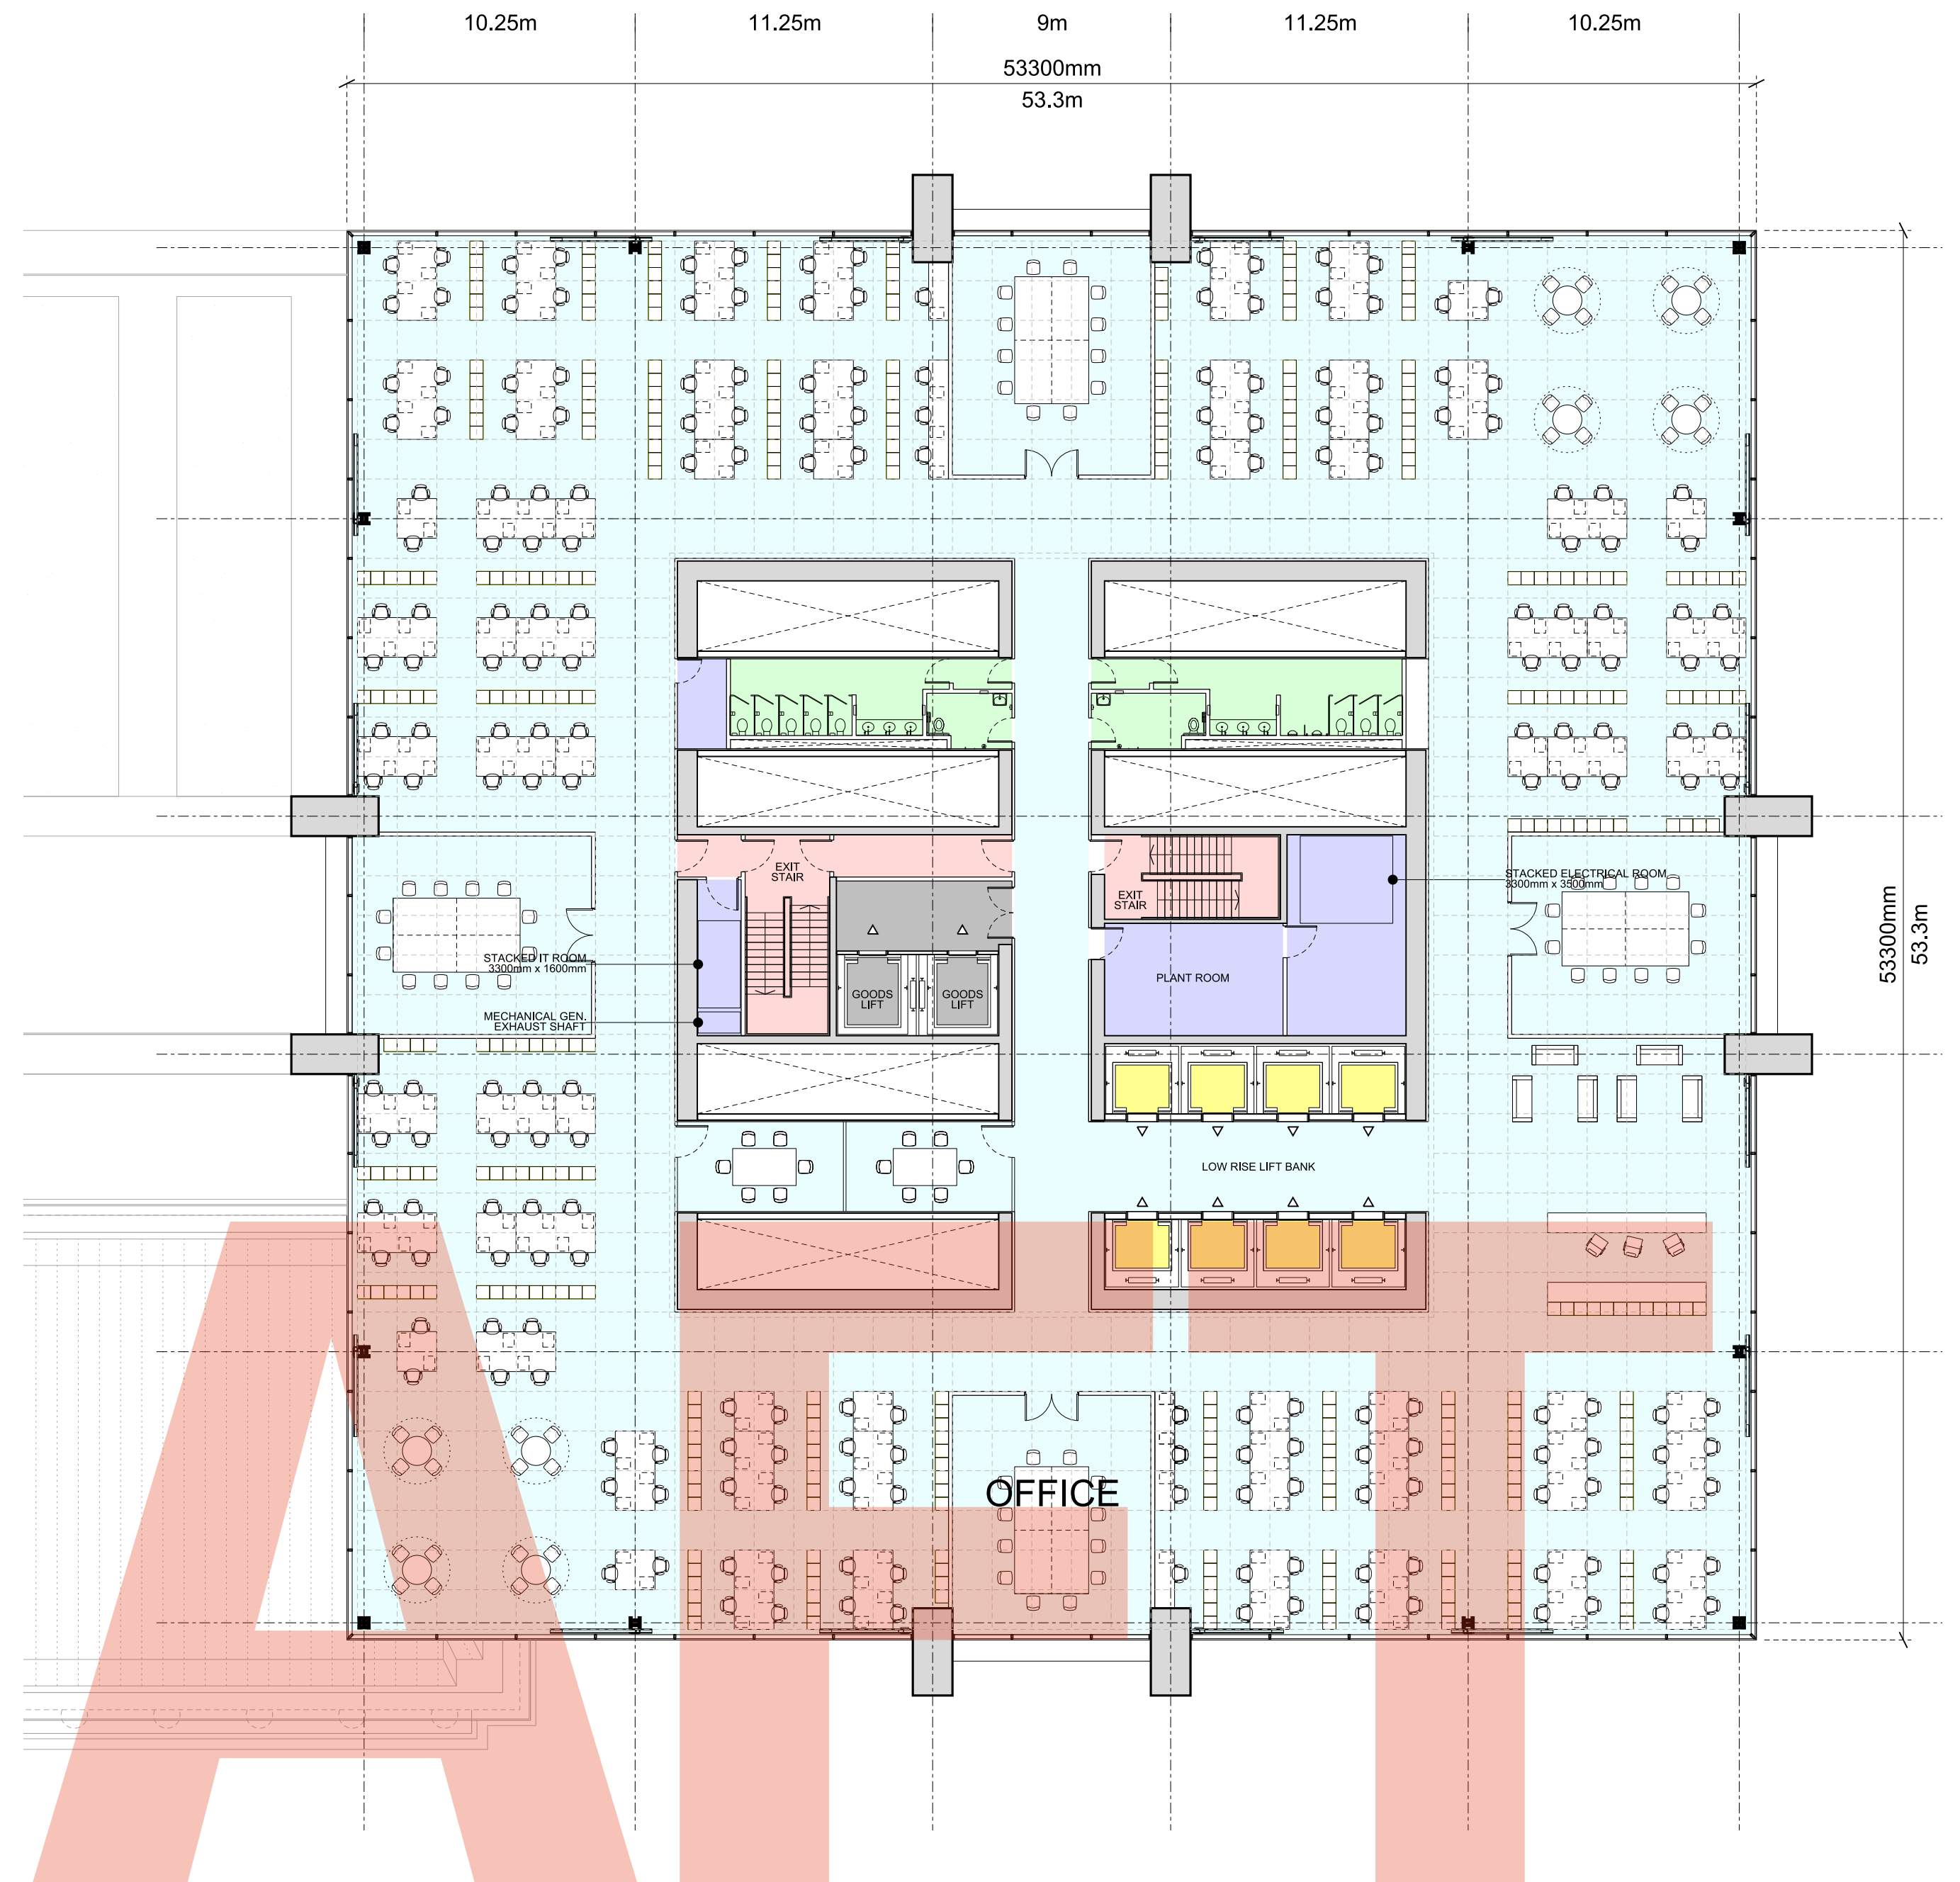 10.25m 11.25m 9m 11.25m 10.25m
53300mm
53.3m
EXIT
STAIR
EXIT
STAIR
STACKED ELECTRICAL ROOM
3300mm x 3500mm
53300mm
53.3m
STACKED IT ROOM
3300mm x 1600mm
PLANT ROOM
GOODS
LIFT
GOODS
LIFT
MECHANICAL GEN.
EXHAUST SHAFT
LOW RISE LIFT BANK
OFFICE
AFT